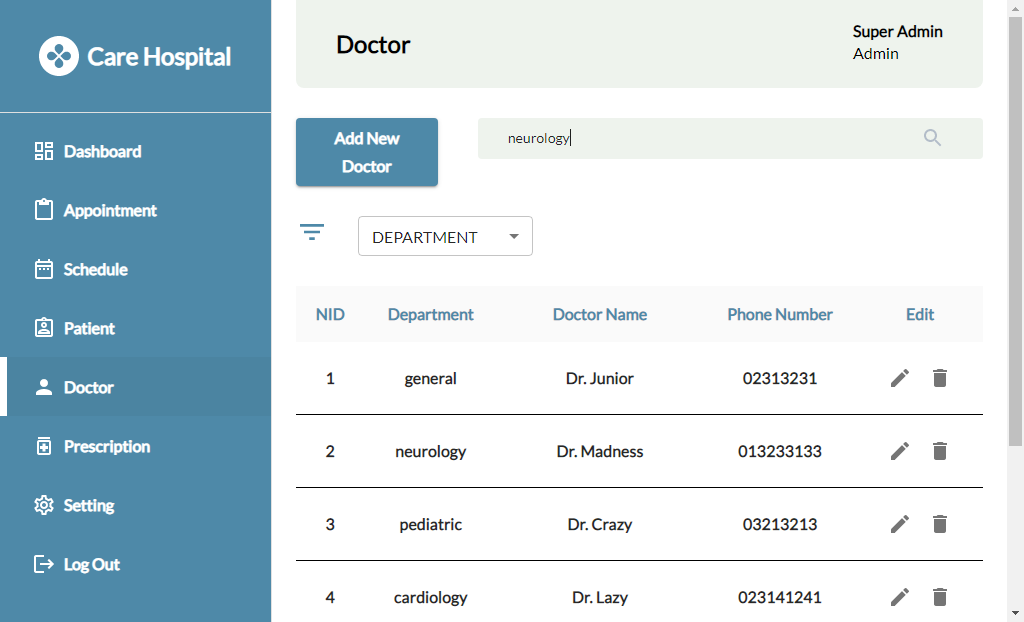 Care Hospital
Dashboard
Appointment
Schedule
Patient
Doctor
Prescription
Setting
Log Out
Doctor
Super Admin
Admin
Add New
Doctor
neurology
DEPARTMENT
NID Department Doctor Name Phone Number Edit
1 general Dr. Junior 02313231
2 neurology Dr. Madness 013233133
3 pediatric Dr. Crazy 03213213
4 cardiology Dr. Lazy 023141241